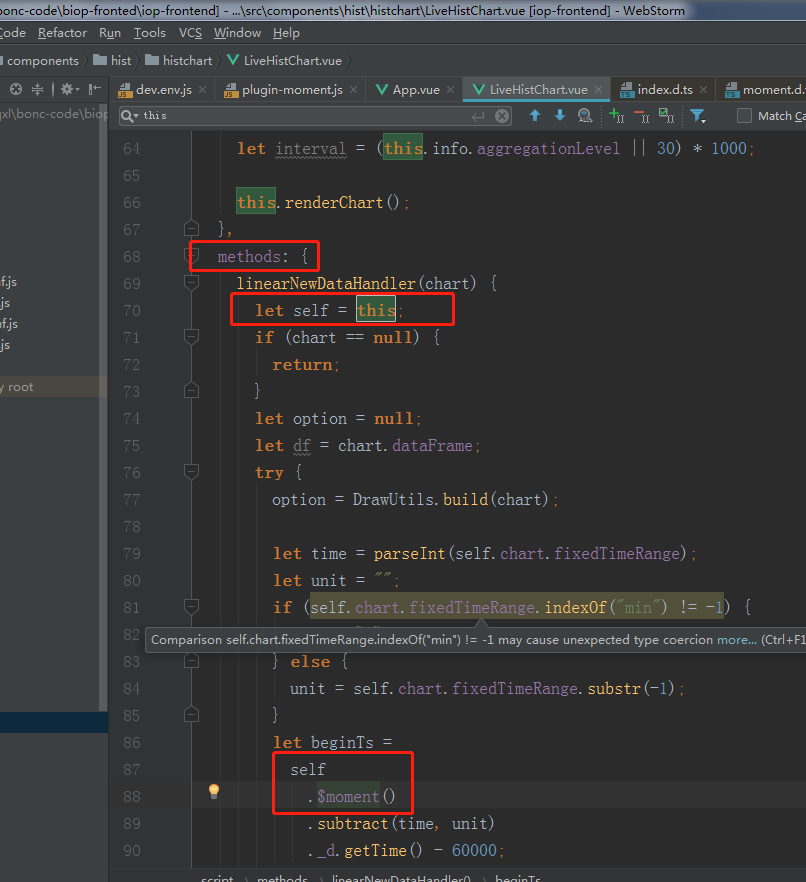 bonc-code\biop-fronted\iop-frontend] - ...\src\components\hist\histchart\LiveHistChart.vue [iop-frontend] - WebStorm
Code Refactor Run Tools VCS Window Help
components hist histchart LiveHistChart.vue
dev.env.js plugin-moment.js App.vue LiveHistChart.vue index.d.ts moment.d.
qxl\bonc-code\biop
this Match Ca
64 let interval = (this.info.aggregationLevel || 30) * 1000;
65
66 this.renderChart();
67 },
68 methods: {
69 linearNewDataHandler(chart) {
70 let self = this;
71 if (chart == null) {
72 return;
73 }
74 let option = null;
75 let df = chart.dataFrame;
76 try {
77 option = DrawUtils.build(chart);
78
79 let time = parseInt(self.chart.fixedTimeRange);
80 let unit = "";
81 if (self.chart.fixedTimeRange.indexOf("min") != -1) {
82
Comparison self.chart.fixedTimeRange.indexOf("min") != -1 may cause unexpected type coercion more... (Ctrl+F1
83 } else {
84 unit = self.chart.fixedTimeRange.substr(-1);
85 }
86 let beginTs =
87 self
88 .$moment()
89 .subtract(time, unit)
90 ._d.getTime() - 60000;
f.js
.js
nf.js
.js
y root
script methods linearNewDataHandler() beginTs